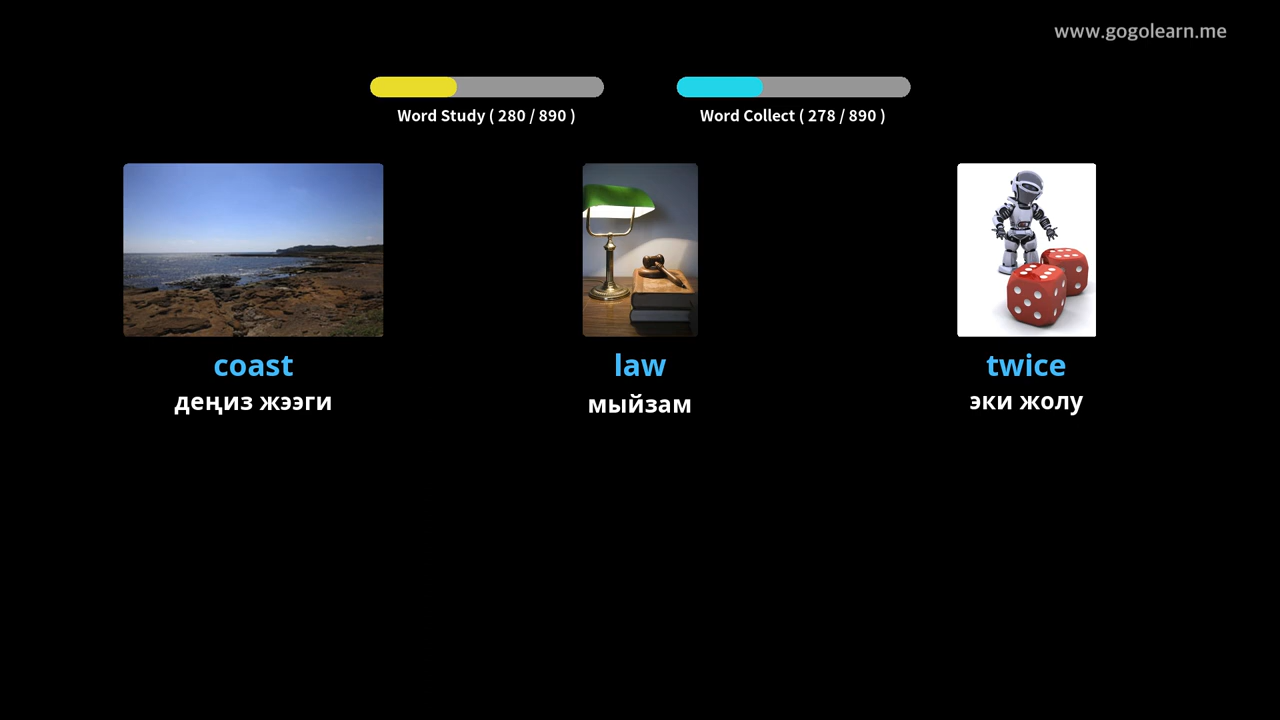 www.gogolearn.me
Word Study ( 280 / 890 )
Word Collect ( 278 / 890 )
coast
law
twice
деңиз жээги
мыйзам
эки жолу